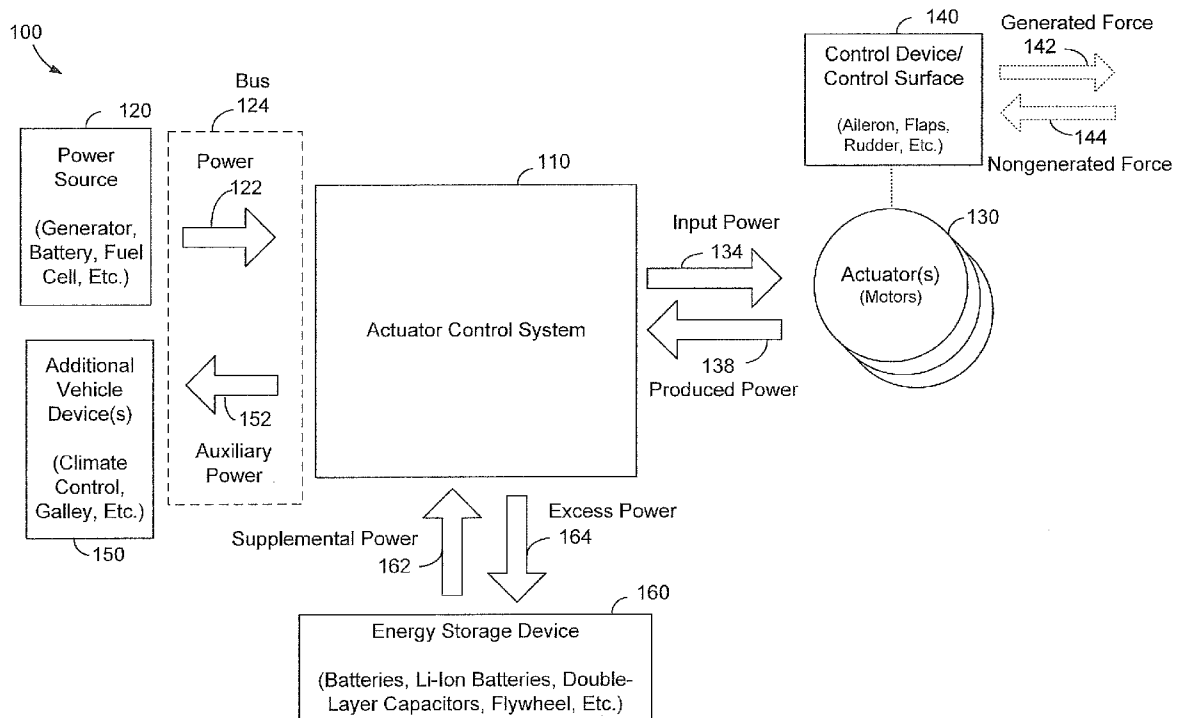 100
120
Power
Source
(Generator,
Battery, Fuel
Cell, Etc.)
Bus
124
Power
122
110
Actuator Control System
140
Control Device/
Control Surface
(Aileron, Flaps,
Rudder, Etc.)
Generated Force
142
144
Nongenerated Force
Input Power
134
138
Produced Power
130
Actuator(s)
(Motors)
Additional
Vehicle
Device(s)
(Climate
Control,
Galley, Etc.)
150
152
Auxiliary
Power
Supplemental Power
162
Excess Power
164
160
Energy Storage Device
(Batteries, Li-Ion Batteries, Double-
Layer Capacitors, Flywheel, Etc.)